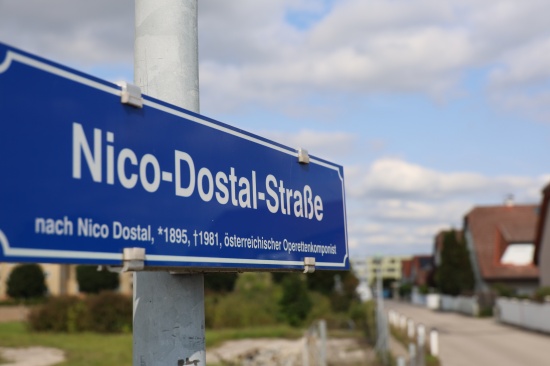 Nico-Dostal-Straße
nach Nico Dostal, *1895, †1981, österreichischer Operettenkomponist